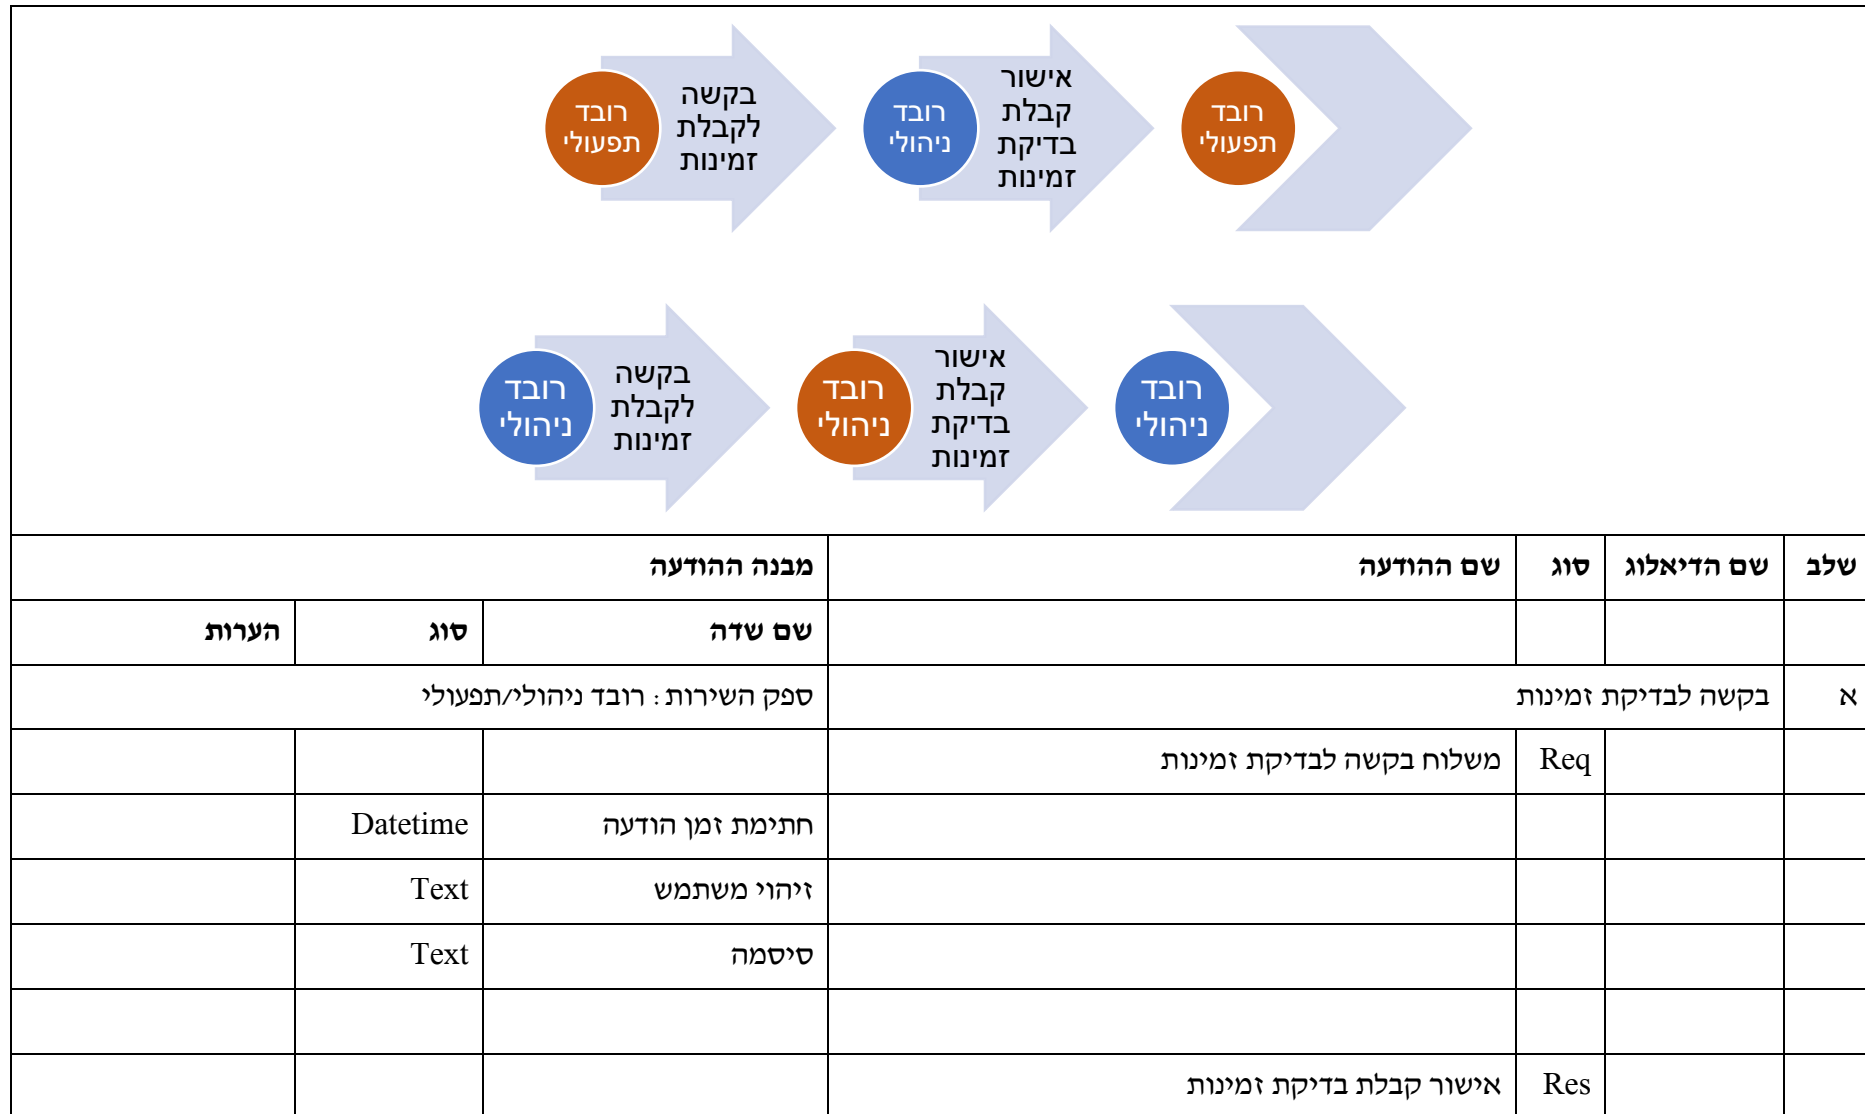 רובד
תפעולי
בקשה
לקבלת
זמינות
רובד
ניהולי
אישור
קבלת
בדיקת
זמינות
רובד
תפעולי
רובד
ניהולי
בקשה
לקבלת
זמינות
רובד
ניהולי
אישור
קבלת
בדיקת
זמינות
רובד
ניהולי
שלב שם הדיאלוג סוג שם ההודעה מבנה ההודעה
שם שדה סוג הערות
א בקשה לבדיקת זמינות ספק השירות: רובד ניהולי/תפעולי
Req משלוח בקשה לבדיקת זמינות
חתימת זמן הודעה Datetime
זיהוי משתמש Text
סיסמה Text
Res אישור קבלת בדיקת זמינות